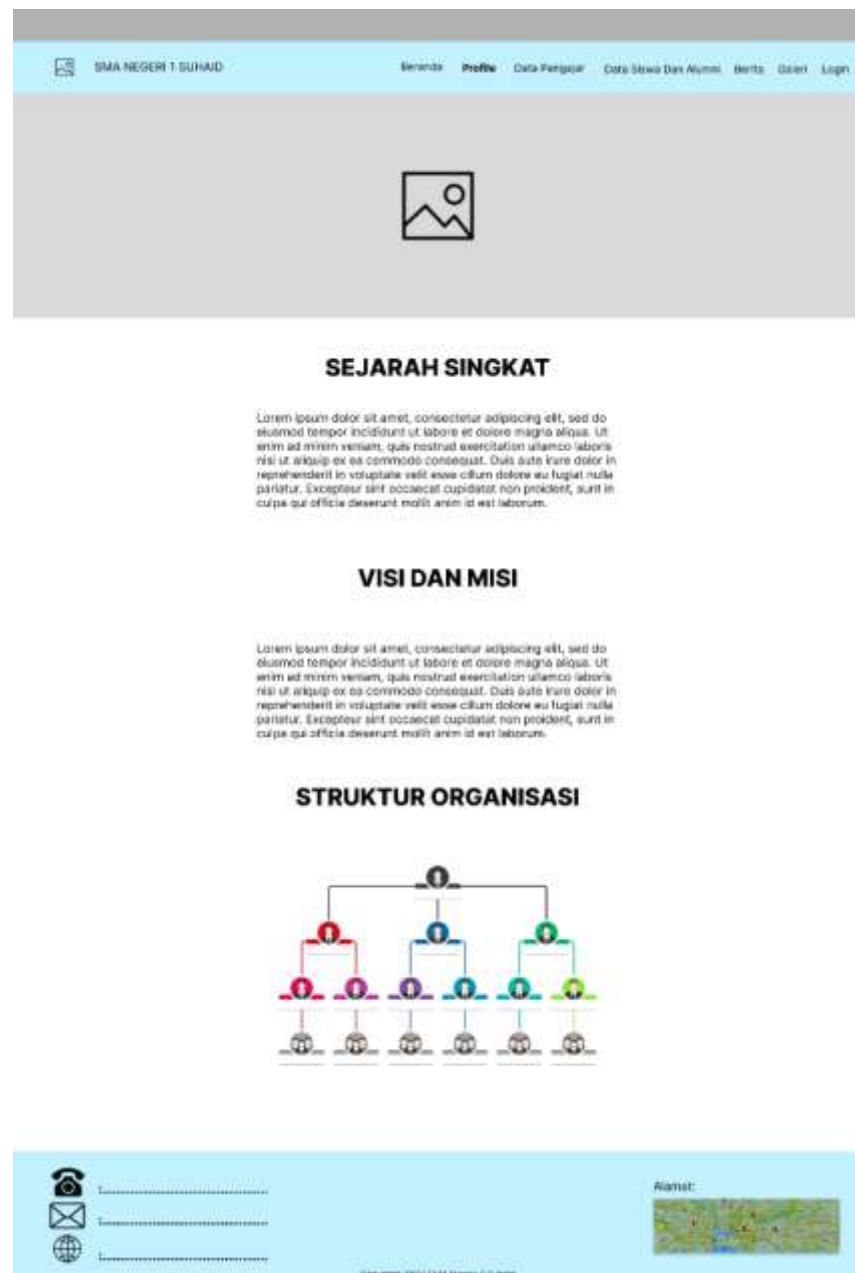 SMA NEGERI 1 SUHAID
Beranda Profile Data Pengajar Data Siswa Dan Alumni Berita Galeri Login
SEJARAH SINGKAT
Lorem ipsum dolor sit amet, consectetur adipiscing elit, sed do
eiusmod tempor incididunt ut labore et dolore magna aliqua. Ut
enim ad minim veniam, quis nostrud exercitation ullamco laboris
nisi ut aliquip ex ea commodo consequat. Duis aute irure dolor in
reprehenderit in voluptate velit esse cillum dolore eu fugiat nulla
pariatur. Excepteur sint occaecat cupidatat non proident, sunt in
culpa qui officia deserunt mollit anim id est laborum.
VISI DAN MISI
Lorem ipsum dolor sit amet, consectetur adipiscing elit, sed do
eiusmod tempor incididunt ut labore et dolore magna aliqua. Ut
enim ad minim veniam, quis nostrud exercitation ullamco laboris
nisi ut aliquip ex ea commodo consequat. Duis aute irure dolor in
reprehenderit in voluptate velit esse cillum dolore eu fugiat nulla
pariatur. Excepteur sint occaecat cupidatat non proident, sunt in
culpa qui officia deserunt mollit anim id est laborum.
STRUKTUR ORGANISASI
Alamat: